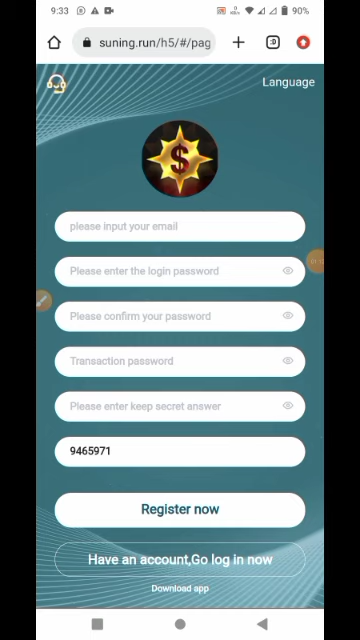 9:33
90%
suning.run/h5/#/pag
:D
Language
$
please input your email
Please enter the login password
Please confirm your password
Transaction password
Please enter keep secret answer
9465971
Register now
Have an account,Go log in now
Download app